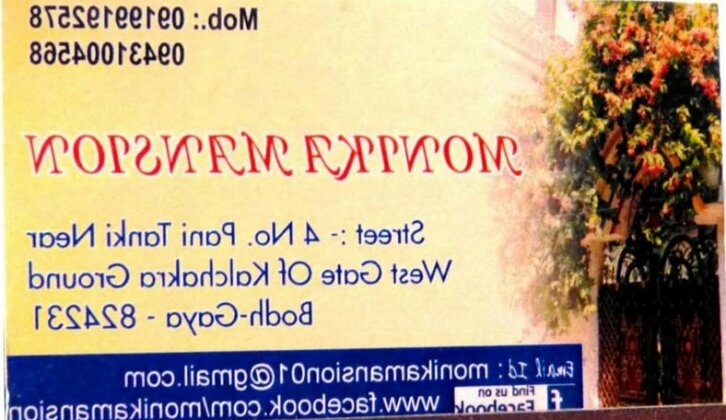 Mob.: 09199192578
09431004568
MONIKA MANSION
Street :- 4 No. Pani Tanki Near
West Gate Of Kalchakra Ground
Bodh-Gaya - 824231
Email Id : monikamansion01@gmail.com
f Find us on Facebook www.facebook.com/monikamansion